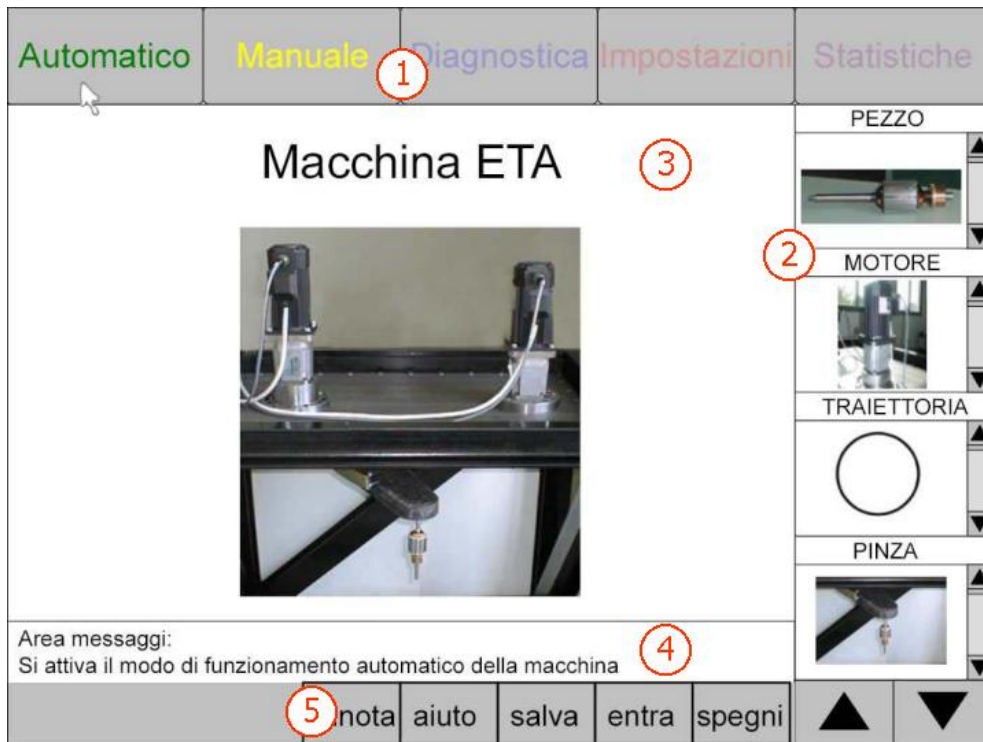 Automatico Manuale Diagnostica Impostazioni Statistiche
1
PEZZO
Macchina ETA
3
2
MOTORE
TRAIETTORIA
PINZA
Area messaggi:
Si attiva il modo di funzionamento automatico della macchina
4
5
nota aiuto salva entra spegni